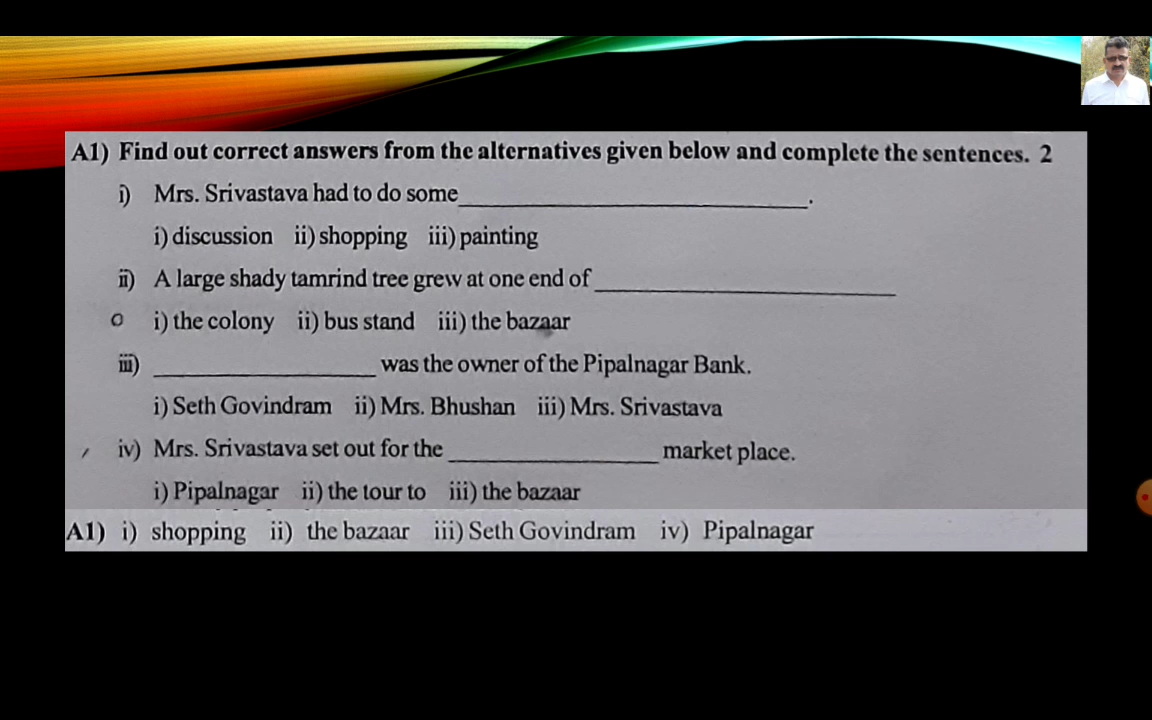 A1) Find out correct answers from the alternatives given below and complete the sentences. 2
i) Mrs. Srivastava had to do some ____________________.
i) discussion ii) shopping iii) painting
ii) A large shady tamrind tree grew at one end of ____________________
i) the colony ii) bus stand iii) the bazaar
iii) ____________________ was the owner of the Pipalnagar Bank.
i) Seth Govindram ii) Mrs. Bhushan iii) Mrs. Srivastava
iv) Mrs. Srivastava set out for the ____________________ market place.
i) Pipalnagar ii) the tour to iii) the bazaar
A1) i) shopping ii) the bazaar iii) Seth Govindram iv) Pipalnagar